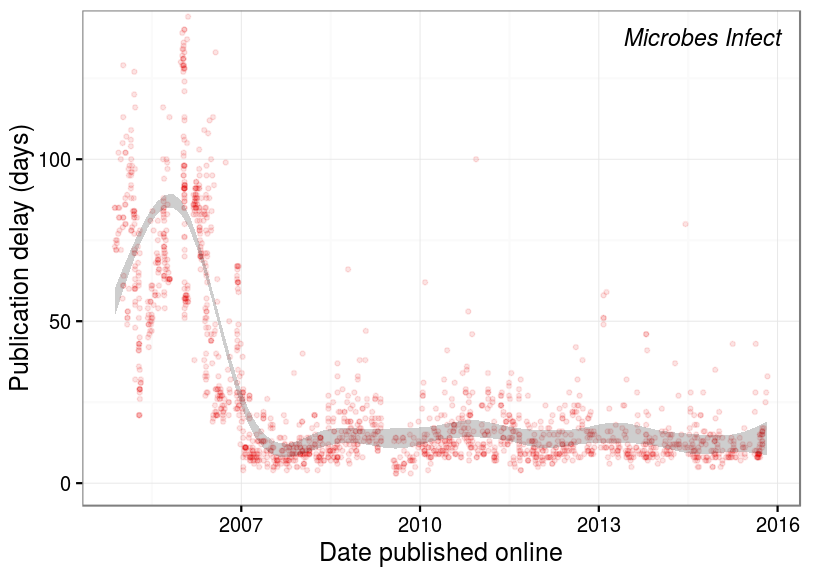 Microbes Infect
Publication delay (days)
100
50
0
2007 2010 2013 2016
Date published online